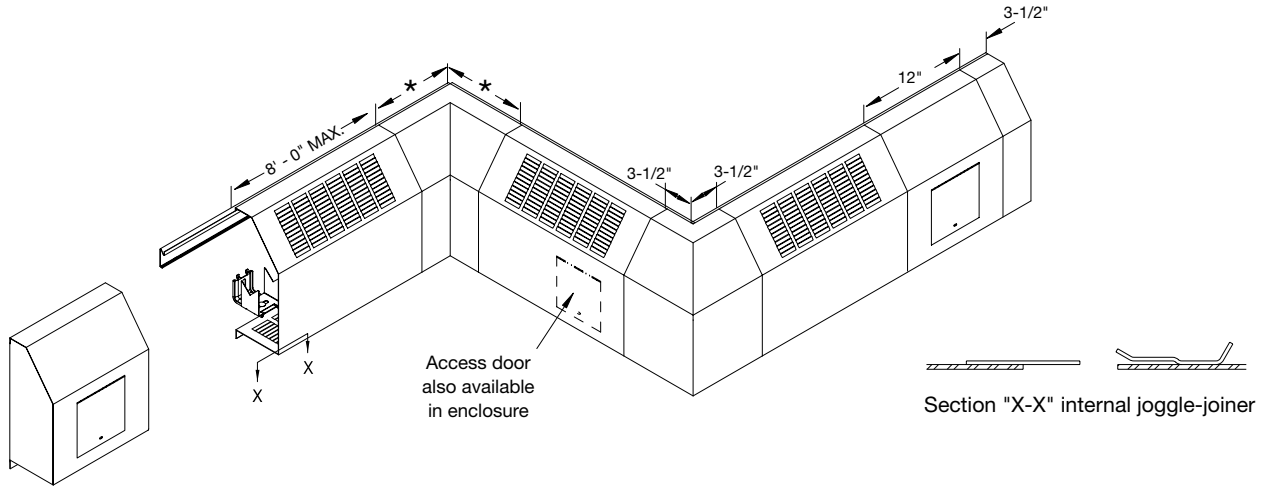 3-1/2"
12"
*
*
8' - 0" MAX.
3-1/2"
3-1/2"
X
X
Access door
also available
in enclosure
Section "X-X" internal joggle-joiner